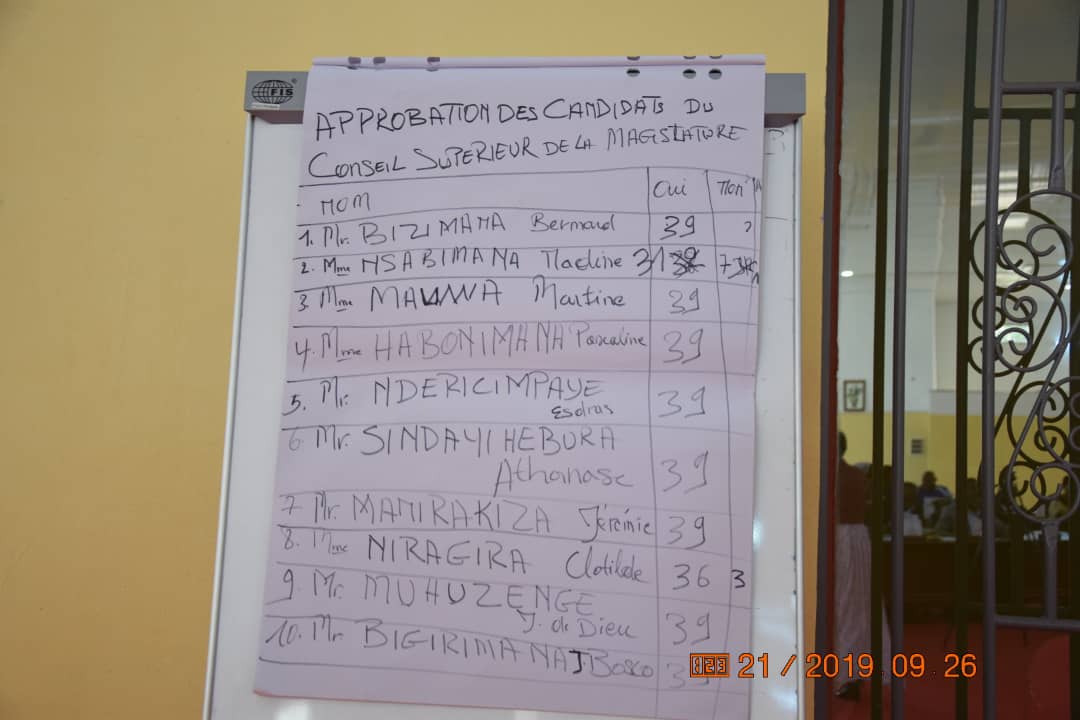 FIS
APPROBATION DES CANDIDATS DU
CONSEIL SUPERIEUR DE LA MAGISTATURE
NOM Oui Non
1. Mr. BIZIMANA Bernard 39
2. Mme NSABIMANA 31
3. Mme Martine 39
4. Mme HABONIMANA Pascaline 39
5. Mr. NDERICIMPAYE 39
Esdras
6. Mr. SINDAYIHEBURA
Athanase 39
7 Mr. MANIRAKIZA Jérémie 39
8. Mme NIRAGIRA Clotilde 36 3
9. Mr. MUHUZENGE
J. de Dieu 39
10. Mr. BIGIRIMANA J Bosco
21 / 2019 09 : 26